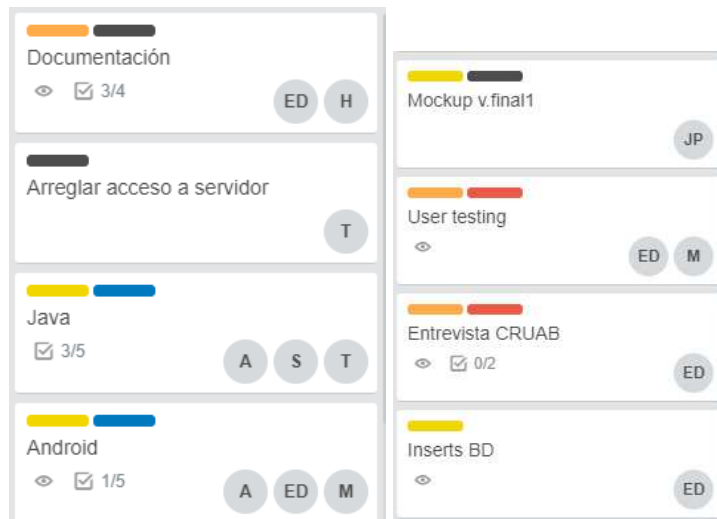 Documentación
3/4
ED H
Arreglar acceso a servidor
T
Java
3/5
A S T
Android
1/5
A ED M
Mockup v.final1
JP
User testing
ED M
Entrevista CRUAB
0/2
ED
Inserts BD
ED